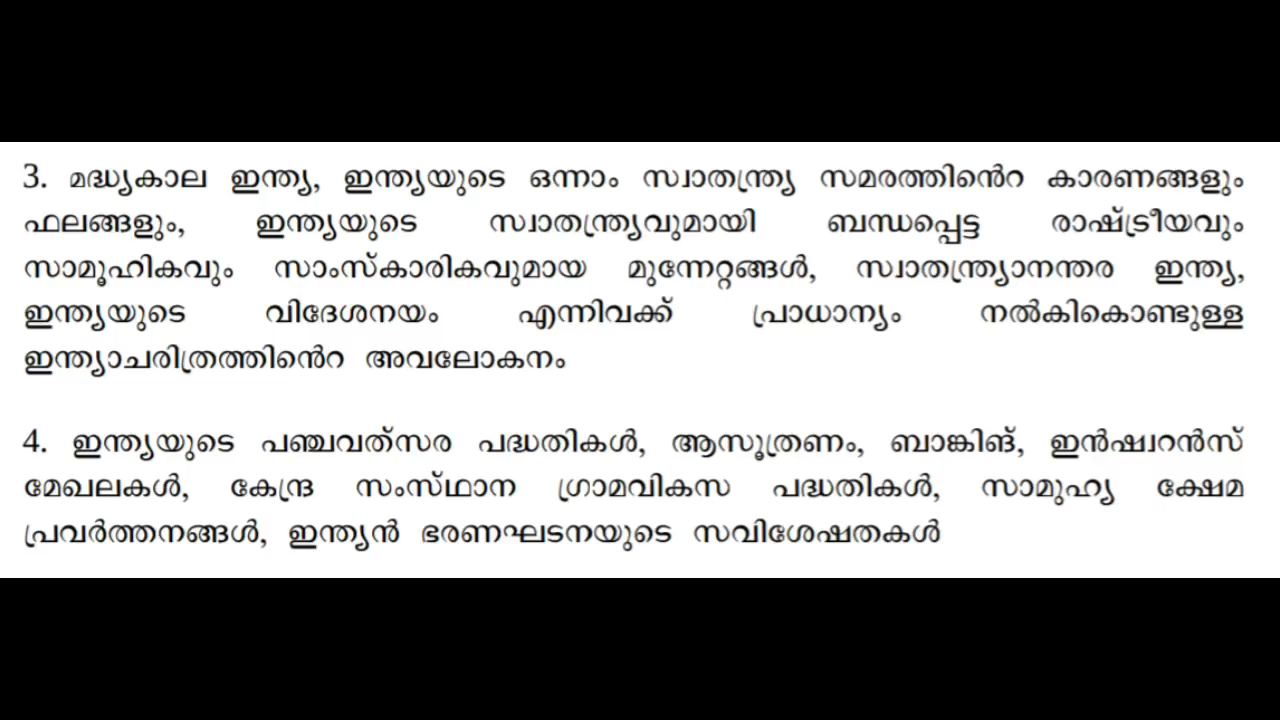 3. മദ്ധ്യകാല ഇന്ത്യ, ഇന്ത്യയുടെ ഒന്നാം സ്വാതന്ത്ര്യ സമരത്തിൻെറ കാരണങ്ങളും
ഫലങ്ങളും, ഇന്ത്യയുടെ സ്വാതന്ത്ര്യവുമായി ബന്ധപ്പെട്ട രാഷ്ട്രീയവും
സാമൂഹികവും സാംസ്കാരികവുമായ മുന്നേറ്റങ്ങൾ, സ്വാതന്ത്ര്യാനന്തര ഇന്ത്യ,
ഇന്ത്യയുടെ വിദേശനയം എന്നിവക്ക് പ്രാധാന്യം നൽകികൊണ്ടുള്ള
ഇന്ത്യാചരിത്രത്തിൻെറ അവലോകനം
4. ഇന്ത്യയുടെ പഞ്ചവത്സര പദ്ധതികൾ, ആസൂത്രണം, ബാങ്കിങ്, ഇൻഷ്വറൻസ്
മേഖലകൾ, കേന്ദ്ര സംസ്ഥാന ഗ്രാമവികസ പദ്ധതികൾ, സാമുഹ്യ ക്ഷേമ
പ്രവർത്തനങ്ങൾ, ഇന്ത്യൻ ഭരണഘടനയുടെ സവിശേഷതകൾ